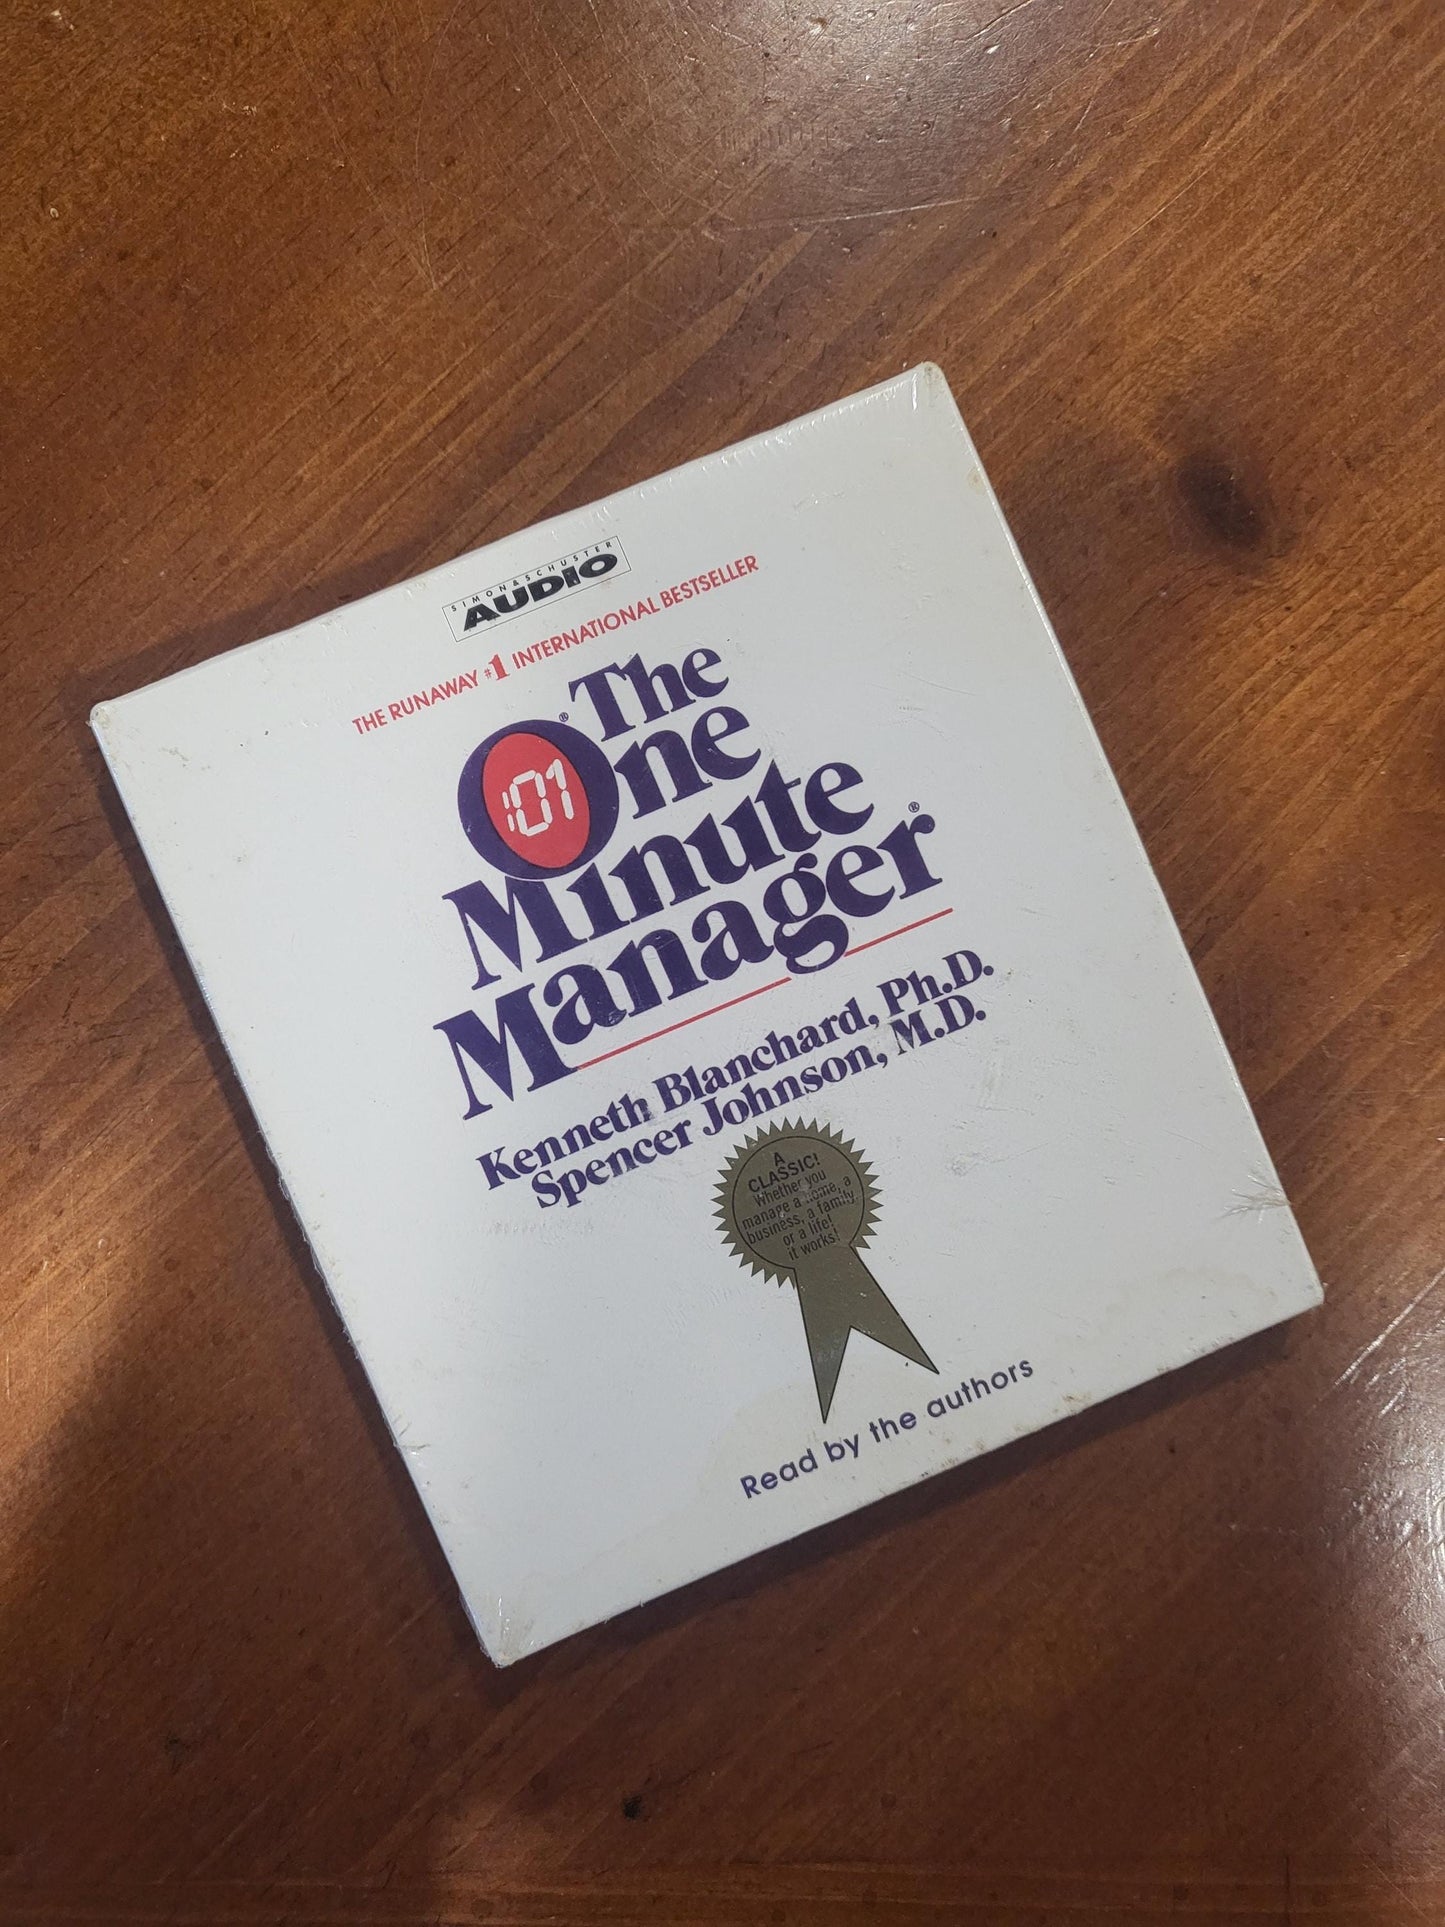 SIMON & SCHUSTER
AUDIO
THE RUNAWAY #1 INTERNATIONAL BESTSELLER
The
One®
:01
Minute
Manager®
Kenneth Blanchard, Ph.D.
Spencer Johnson, M.D.
A
CLASSIC!
Whether you
manage a home, a
business, a family
or a life!
it works!
Read by the authors